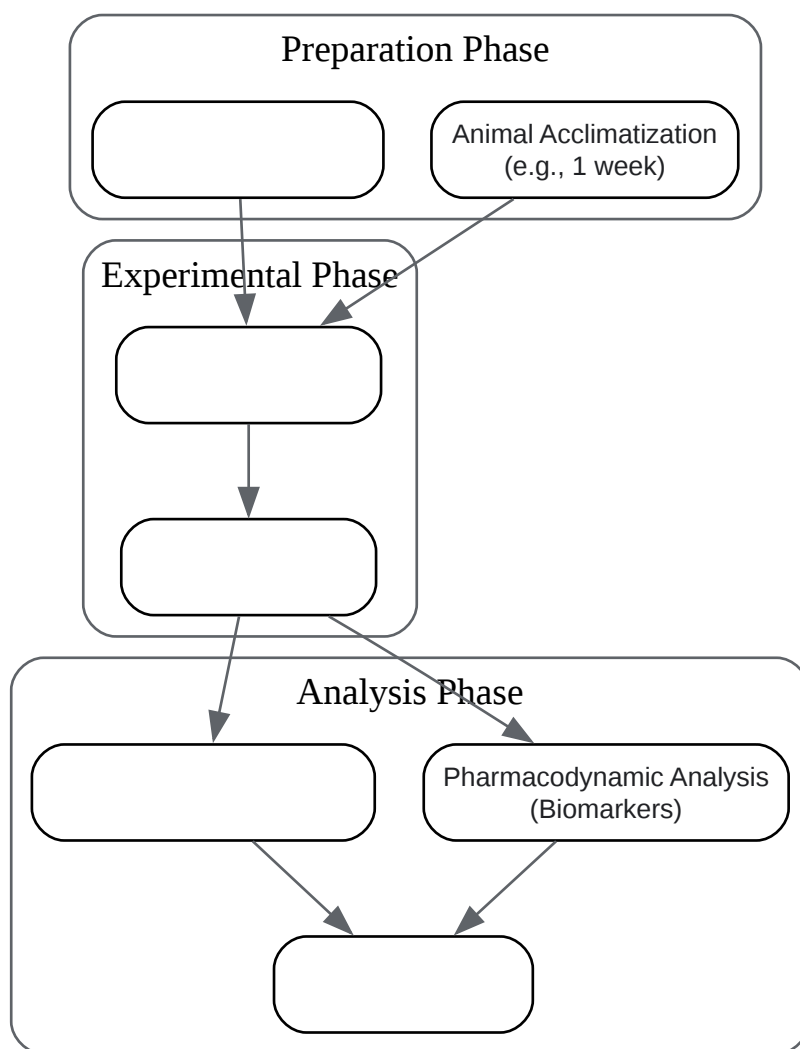 Preparation Phase
Animal Acclimatization
(e.g., 1 week)
Experimental Phase
Analysis Phase
Pharmacodynamic Analysis
(Biomarkers)